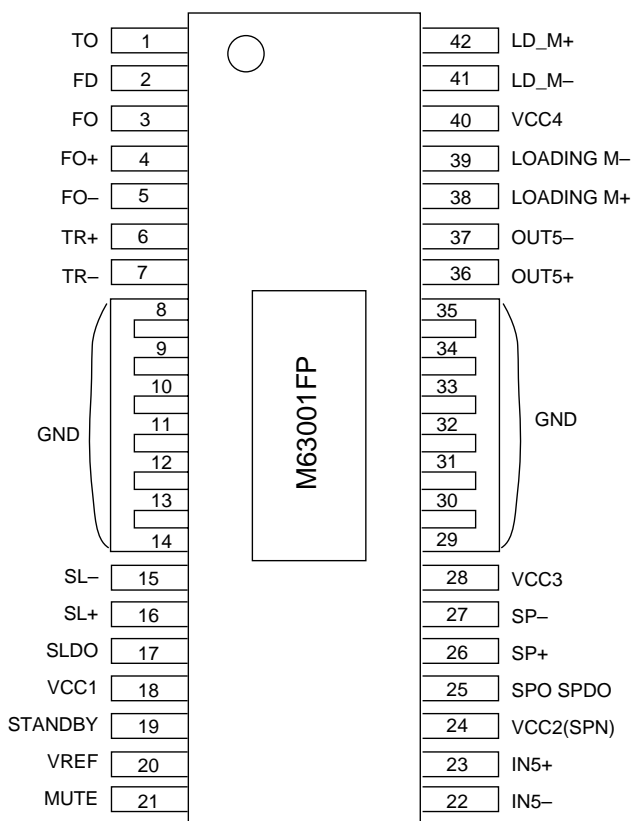 TO 1 42 LD_M+
FD 2 41 LD_M–
FO 3 40 VCC4
FO+ 4 39 LOADING M–
FO– 5 38 LOADING M+
TR+ 6 37 OUT5–
TR– 7 36 OUT5+
8 35
9 34
10 33
GND 11 32 GND
12 31
13 30
14 29
M63001FP
SL– 15 28 VCC3
SL+ 16 27 SP–
SLDO 17 26 SP+
VCC1 18 25 SPO SPDO
STANDBY 19 24 VCC2(SPN)
VREF 20 23 IN5+
MUTE 21 22 IN5–